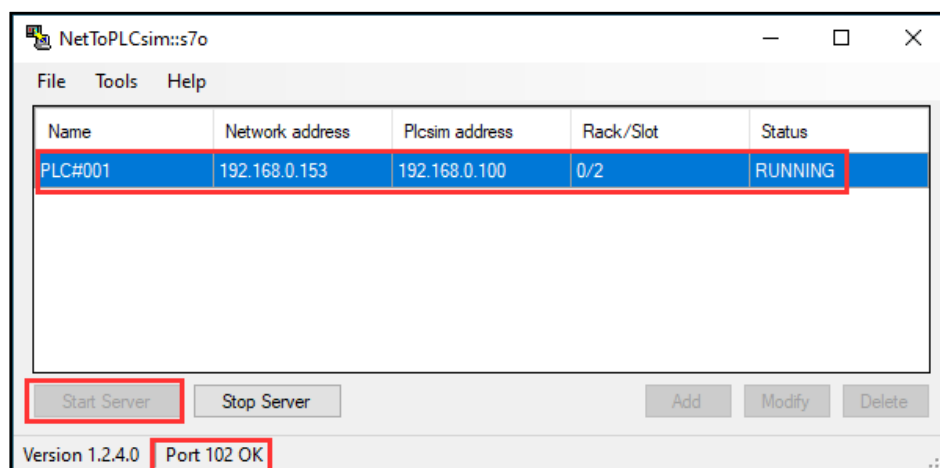 NetToPLCsim::s7o
File Tools Help
Name Network address Plcsim address Rack/Slot Status
PLC#001 192.168.0.153 192.168.0.100 0/2 RUNNING
Start Server Stop Server Add Modify Delete
Version 1.2.4.0 Port 102 OK